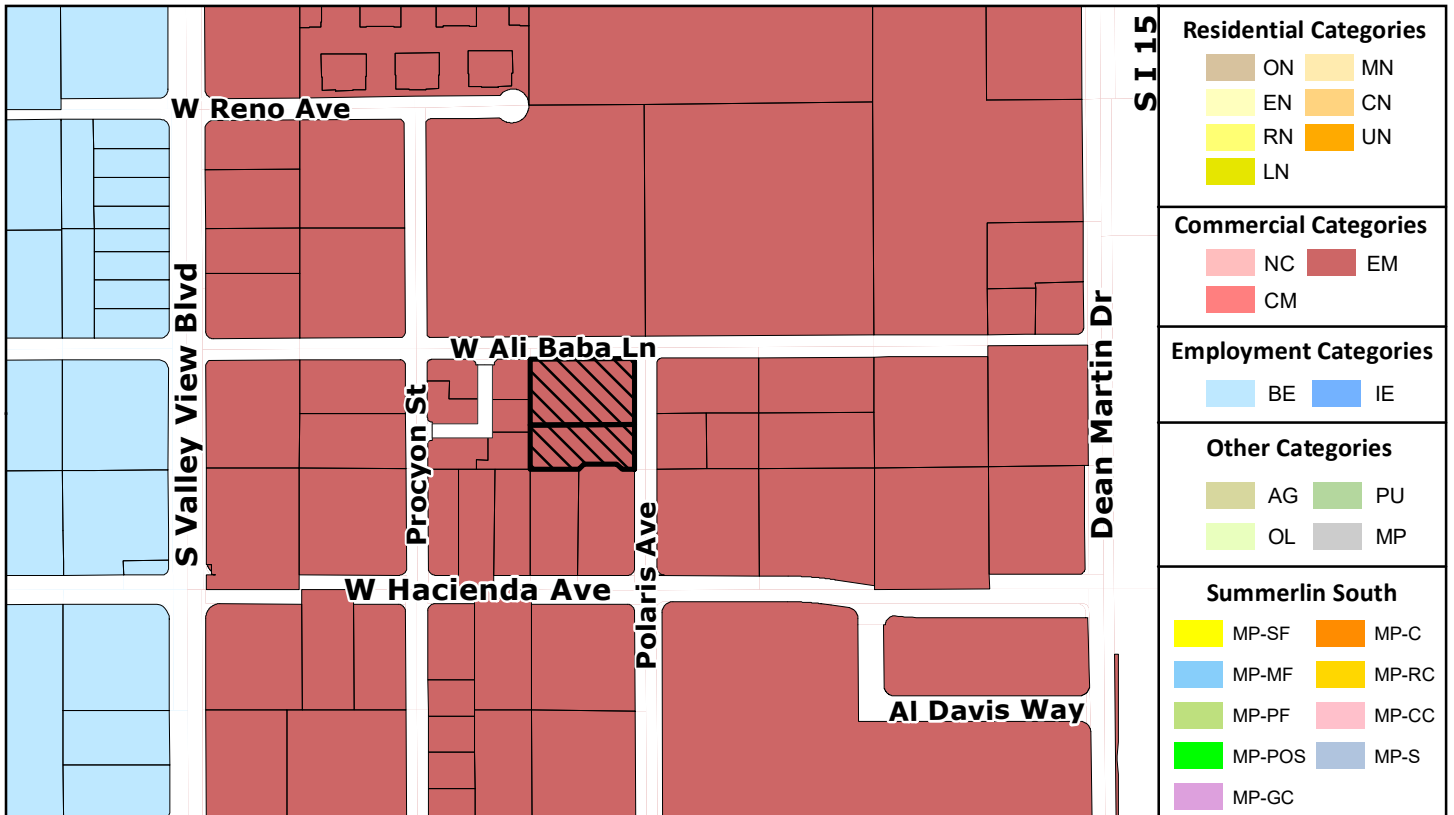 S I 15
W Reno Ave
S Valley View Blvd
W Ali Baba Ln
Procyon St
Dean Martin Dr
Polaris Ave
W Hacienda Ave
Al Davis Way
Residential Categories
ON MN
EN CN
RN UN
LN
Commercial Categories
NC EM
CM
Employment Categories
BE IE
Other Categories
AG PU
OL MP
Summerlin South
MP-SF MP-C
MP-MF MP-RC
MP-PF MP-CC
MP-POS MP-S
MP-GC